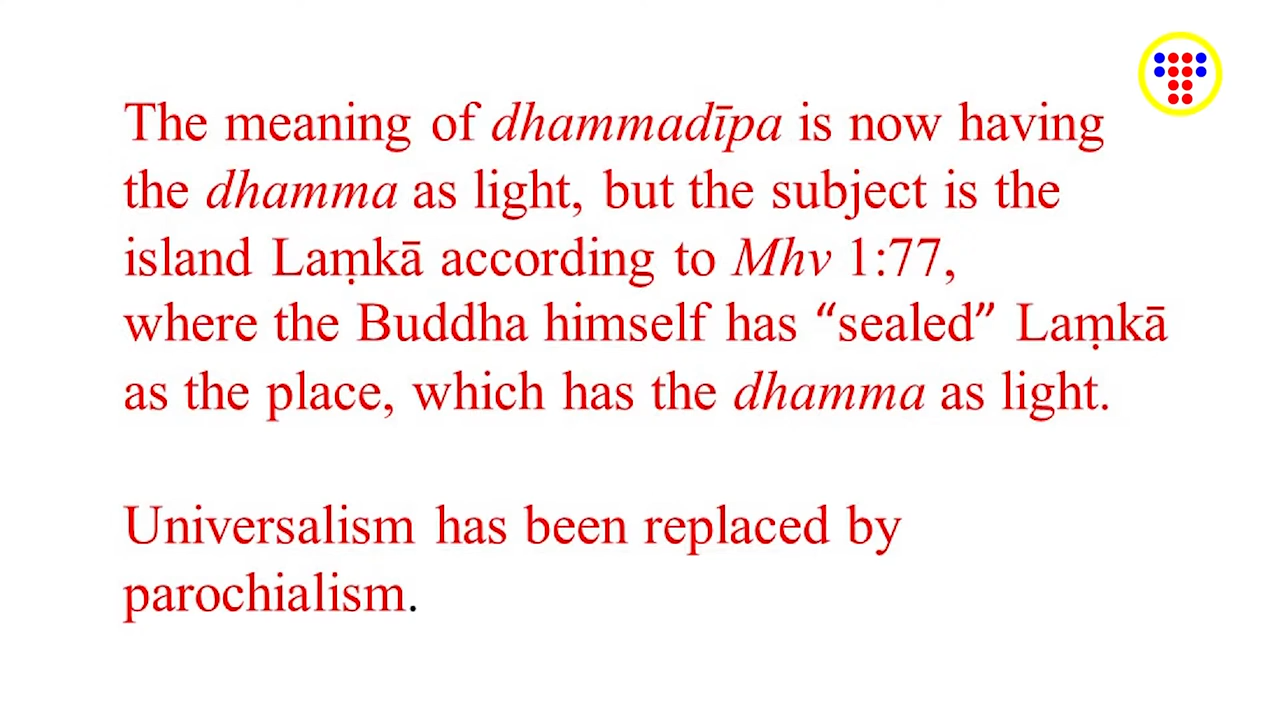 The meaning of dhammadīpa is now having
the dhamma as light, but the subject is the
island Laṃkā according to Mhv 1:77,
where the Buddha himself has “sealed” Laṃkā
as the place, which has the dhamma as light.
Universalism has been replaced by
parochialism.